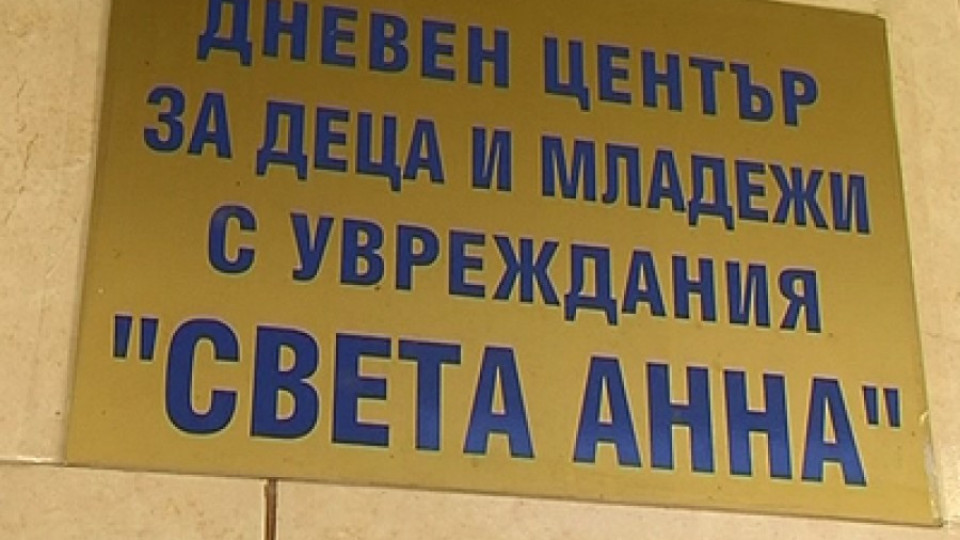 ДНЕВЕН ЦЕНТЪР
ЗА ДЕЦА И МЛАДЕЖИ
С УВРЕЖДАНИЯ
"СВЕТА АННА"